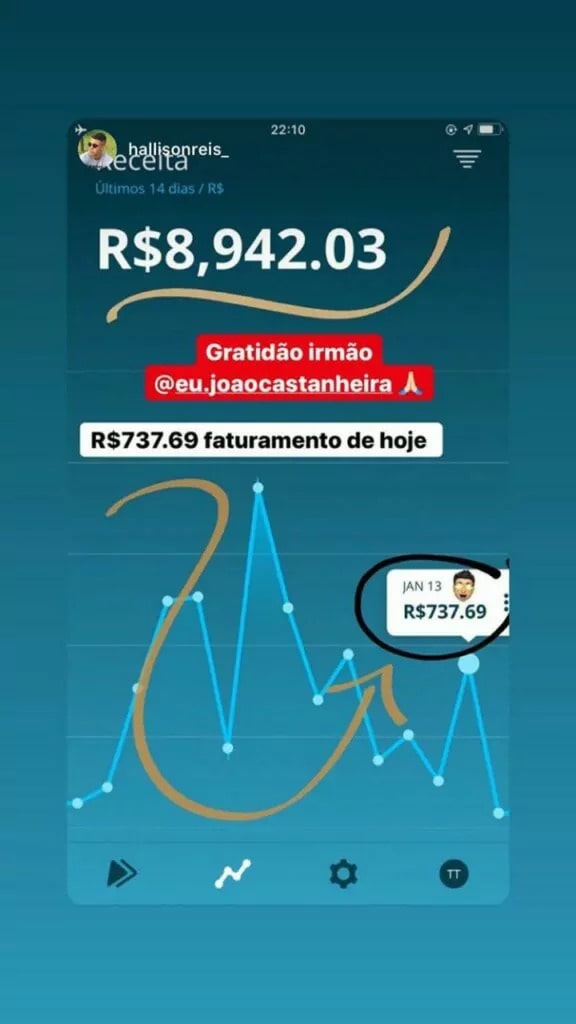 22:10
hallisonreis_
Receita
Últimos 14 dias / R$
R$8,942.03
Gratidão irmão
@eu.joaocastanheira 🙏🏻
R$737.69 faturamento de hoje
JAN 13
R$737.69
TT